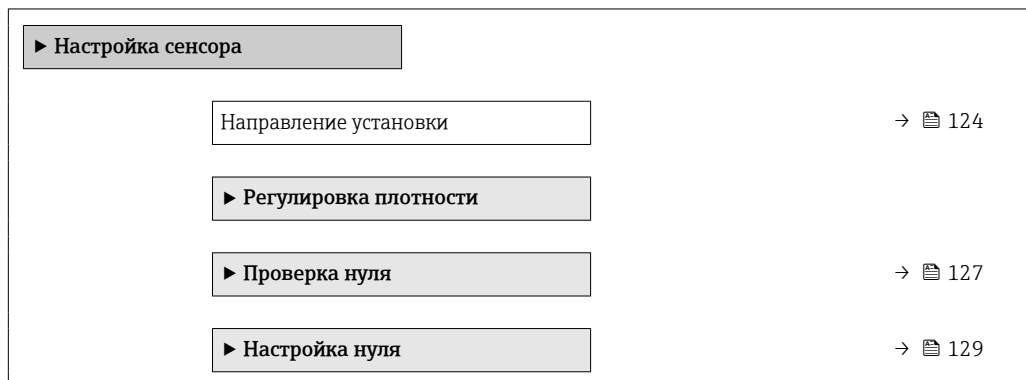 ▶ Настройка сенсора
Направление установки → 124
▶ Регулировка плотности
▶ Проверка нуля → 127
▶ Настройка нуля → 129